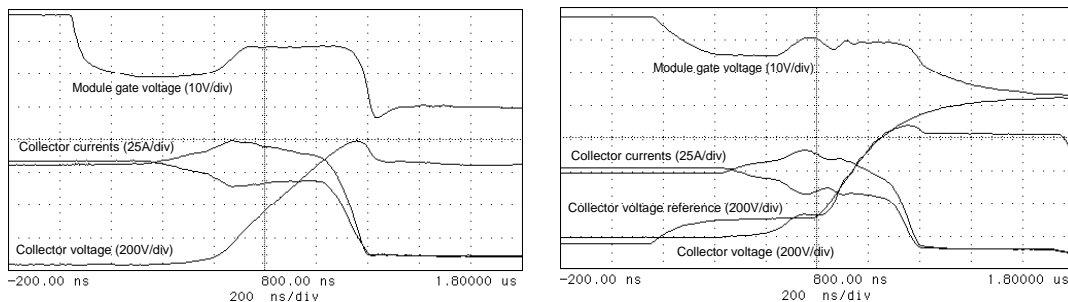 Module gate voltage (10V/div)
Collector currents (25A/div)
Collector voltage (200V/div)
-200.00 ns
800.00 ns
1.80000 us
200 ns/div
Module gate voltage (10V/div)
Collector currents (25A/div)
Collector voltage reference (200V/div)
Collector voltage (200V/div)
-200.00 ns
800.00 ns
1.80000 us
200 ns/div